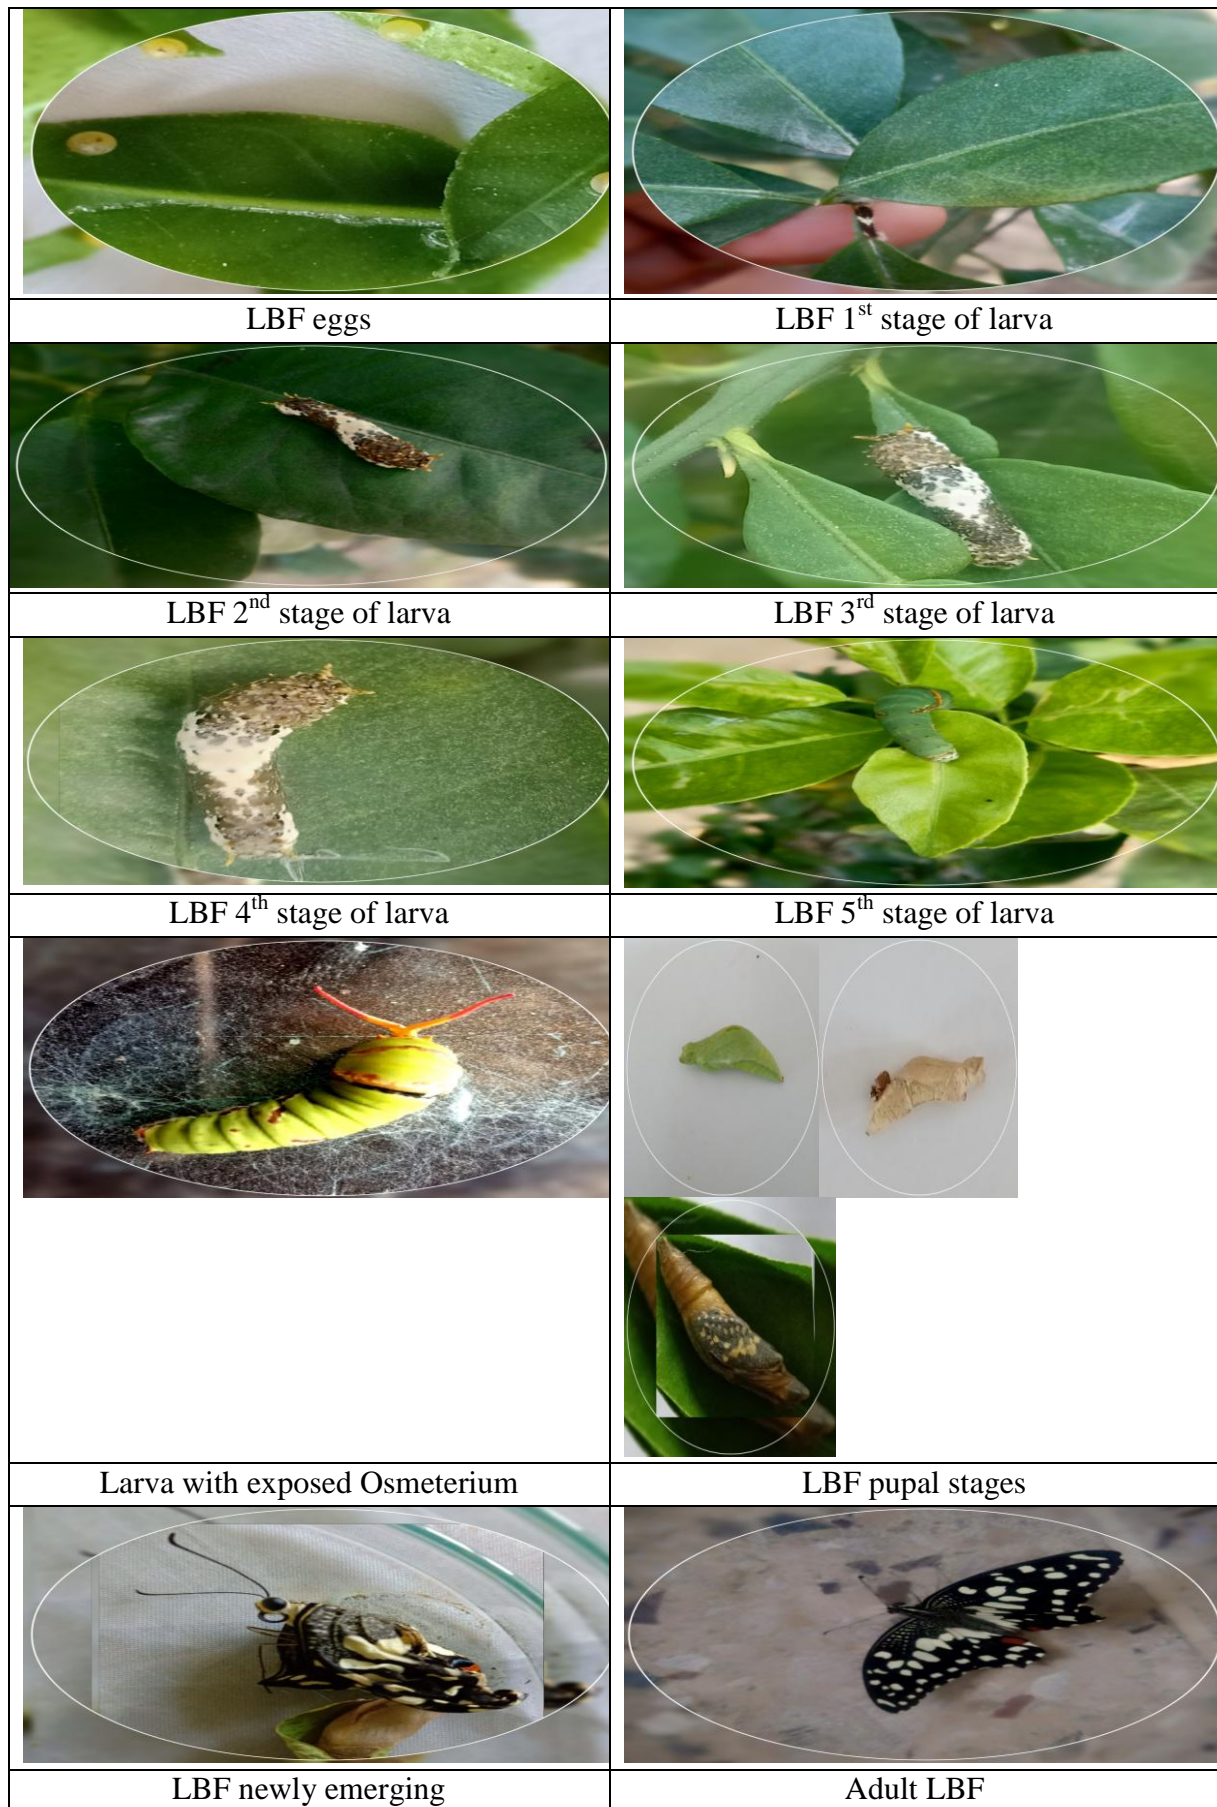 LBF eggs
LBF 1st stage of larva
LBF 2nd stage of larva
LBF 3rd stage of larva
LBF 4th stage of larva
LBF 5th stage of larva
Larva with exposed Osmeterium
LBF pupal stages
LBF newly emerging
Adult LBF